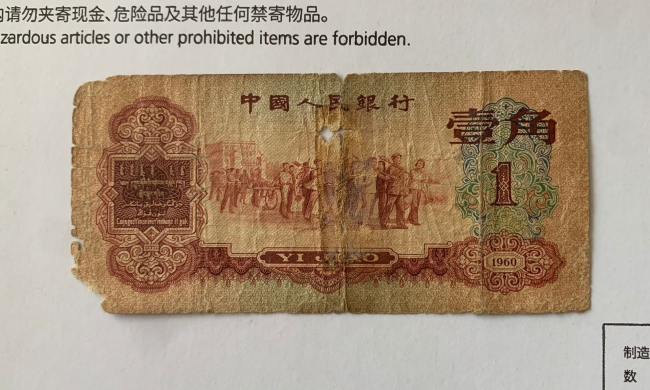 内请勿夹寄现金、危险品及其他任何禁寄物品。
zardous articles or other prohibited items are forbidden.
中國人民銀行
壹角
1
YI JIAO
1960
制造
数